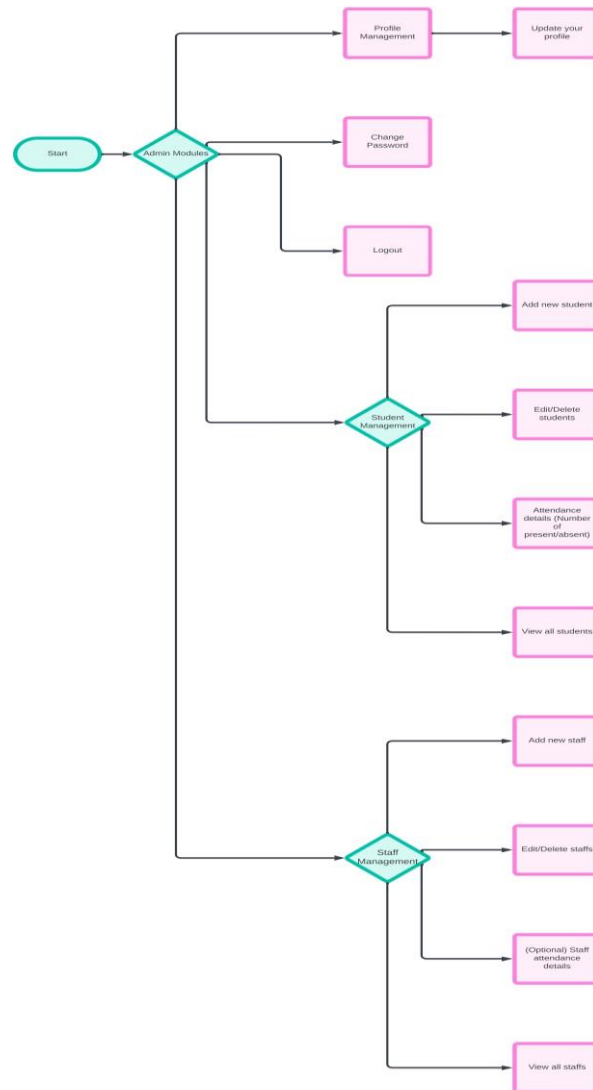 Profile
Management
Update your
profile
Start
Admin Modules
Change
Password
Logout
Add new student
Student
Management
Edit/Delete
students
Attendance
details (Number
of
present/absent)
View all students
Add new staff
Staff
Management
Edit/Delete staffs
(Optional) Staff
attendance
details
View all staffs